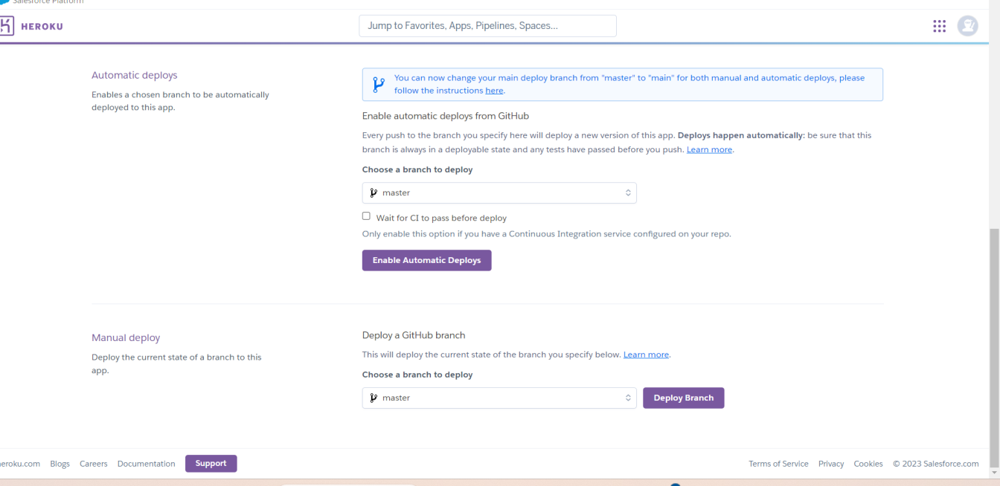 Salesforce Platform
HEROKU
Jump to Favorites, Apps, Pipelines, Spaces...
Automatic deploys
Enables a chosen branch to be automatically
deployed to this app.
You can now change your main deploy branch from "master" to "main" for both manual and automatic deploys, please
follow the instructions here.
Enable automatic deploys from GitHub
Every push to the branch you specify here will deploy a new version of this app. Deploys happen automatically: be sure that this
branch is always in a deployable state and any tests have passed before you push. Learn more.
Choose a branch to deploy
master
Wait for CI to pass before deploy
Only enable this option if you have a Continuous Integration service configured on your repo.
Enable Automatic Deploys
Manual deploy
Deploy the current state of a branch to this
app.
Deploy a GitHub branch
This will deploy the current state of the branch you specify below. Learn more.
Choose a branch to deploy
master
Deploy Branch
heroku.com Blogs Careers Documentation Support
Terms of Service Privacy Cookies © 2023 Salesforce.com